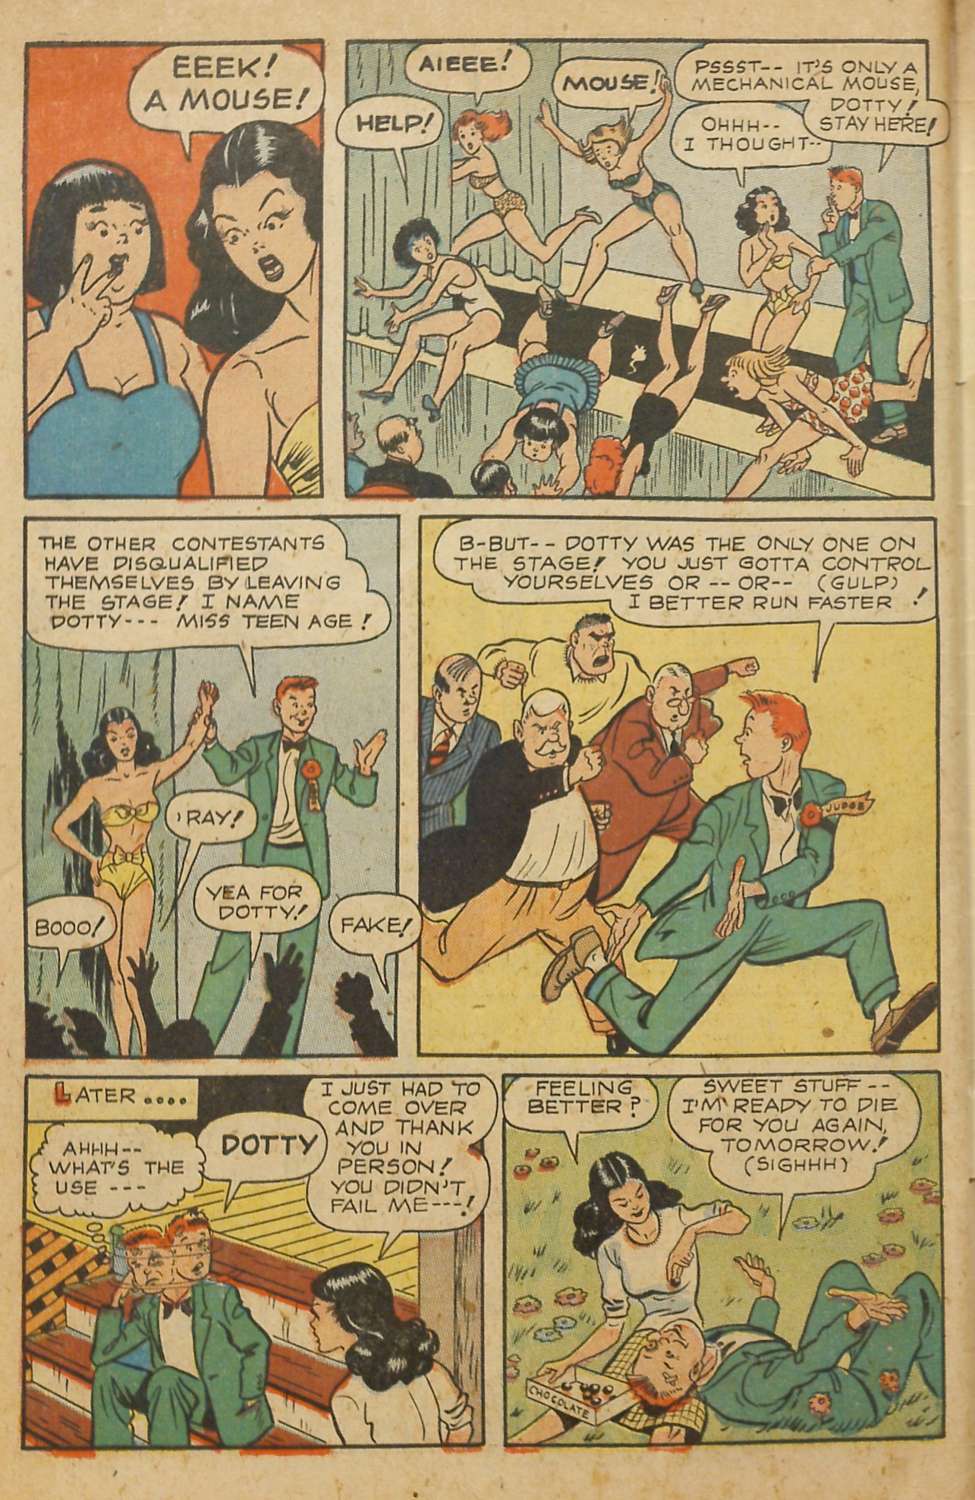 EEEK!
A MOUSE!
HELP!
AIEEE!
MOUSE!
PSSST-- IT'S ONLY A
MECHANICAL MOUSE,
DOTTY!
STAY HERE!
OHHH--
I THOUGHT--
THE OTHER CONTESTANTS
HAVE DISQUALIFIED
THEMSELVES BY LEAVING
THE STAGE! I NAME
DOTTY--- MISS TEEN AGE!
'RAY!
YEA FOR
DOTTY!
BOOO!
FAKE!
B-BUT-- DOTTY WAS THE ONLY ONE ON
THE STAGE! YOU JUST GOTTA CONTROL
YOURSELVES OR -- OR-- (GULP)
I BETTER RUN FASTER!
JUDGE
LATER ....
AHHH--
WHAT'S THE
USE ---
DOTTY
I JUST HAD TO
COME OVER
AND THANK
YOU IN
PERSON!
YOU DIDN'T
FAIL ME---!
FEELING
BETTER?
SWEET STUFF--
I'M READY TO DIE
FOR YOU AGAIN,
TOMORROW!
(SIGHHH)
CHOCOLATE